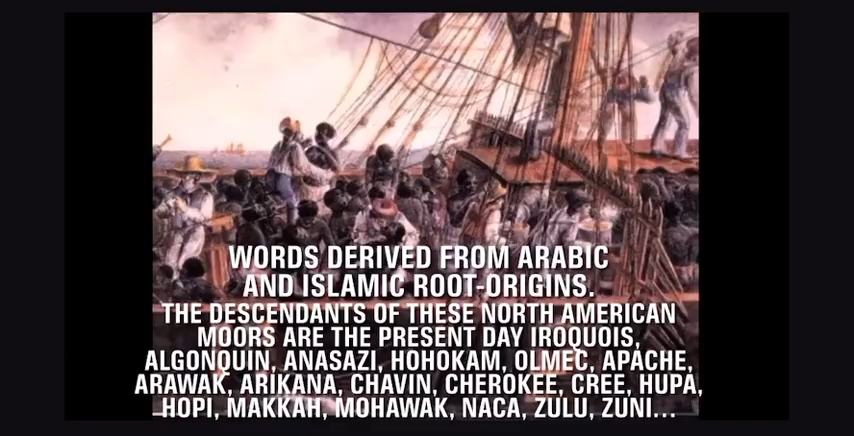 WORDS DERIVED FROM ARABIC
AND ISLAMIC ROOT-ORIGINS.
THE DESCENDANTS OF THESE NORTH AMERICAN
MOORS ARE THE PRESENT DAY IROQUOIS,
ALGONQUIN, ANASAZI, HOHOKAM, OLMEC, APACHE,
ARAWAK, ARIKANA, CHAVIN, CHEROKEE, CREE, HUPA,
HOPI, MAKKAH, MOHAWAK, NACA, ZULU, ZUNI...